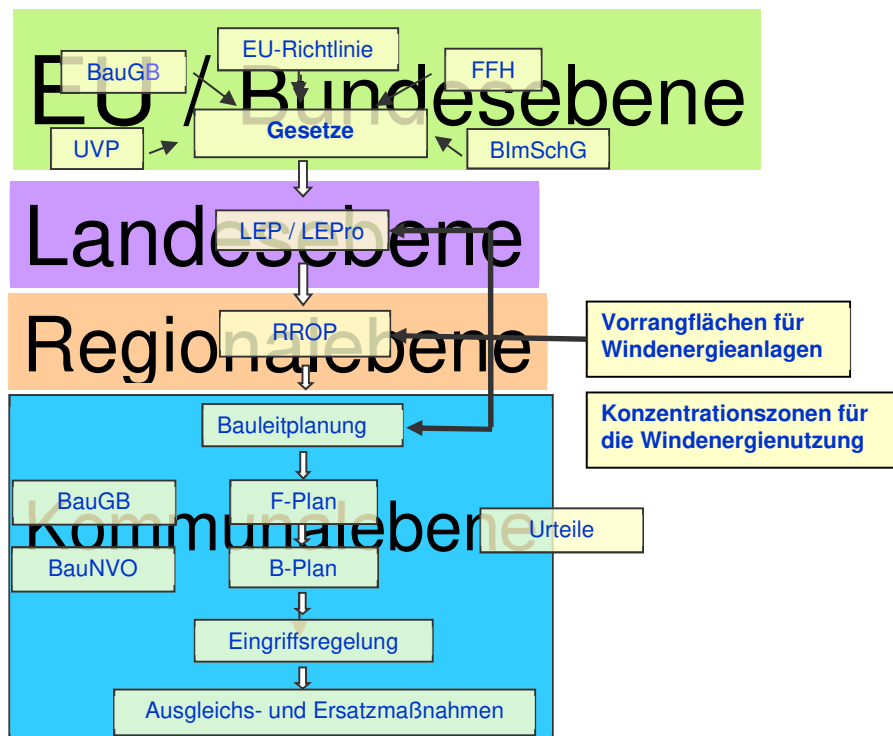 EU / Bundesebene
EU-Richtlinie
BauGB
FFH
Gesetze
UVP
BImSchG
Landesebene
LEP / LEPro
Regionalebene
RROP
Vorrangflächen für
Windenergieanlagen
Konzentrationszonen für
die Windenergienutzung
Bauleitplanung
Kommunalebene
BauGB
F-Plan
Urteile
BauNVO
B-Plan
Eingriffsregelung
Ausgleichs- und Ersatzmaßnahmen